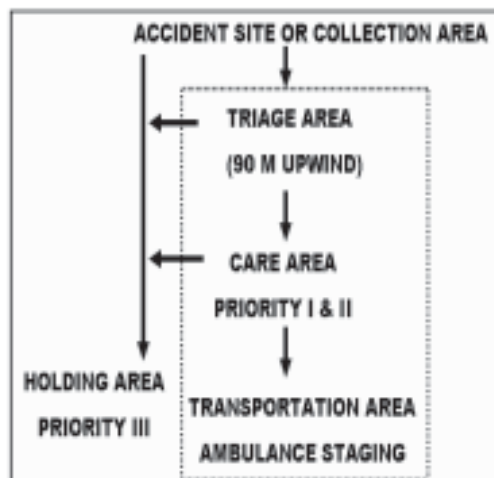 ACCIDENT SITE OR COLLECTION AREA
TRIAGE AREA
(90 M UPWIND)
CARE AREA
PRIORITY I & II
HOLDING AREA
PRIORITY III
TRANSPORTATION AREA
AMBULANCE STAGING